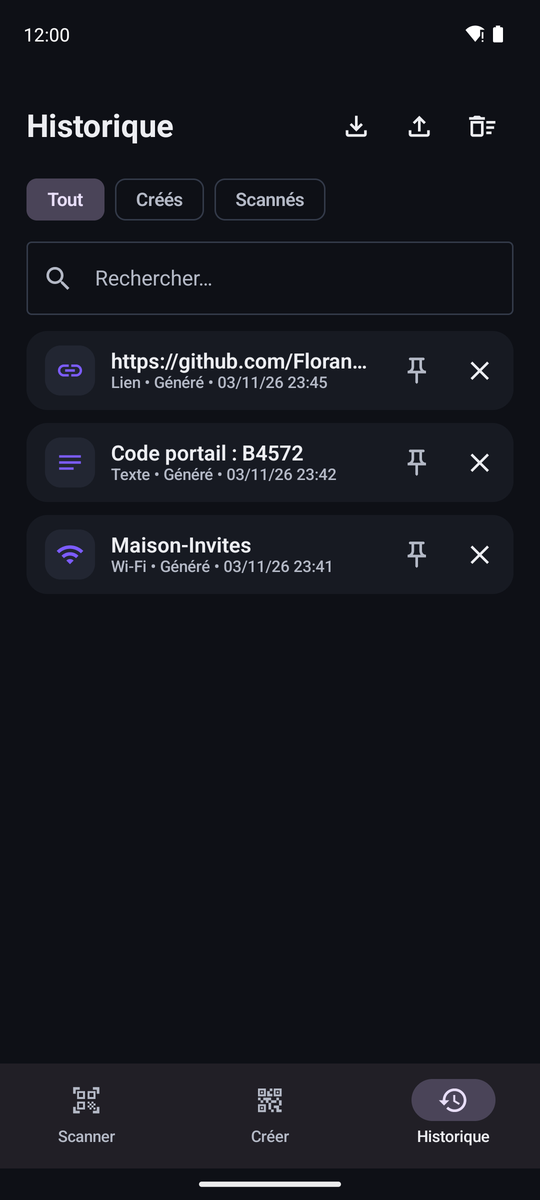 12:00
Historique
Tout
Créés
Scannés
Rechercher...
https://github.com/Floran...
Lien • Généré • 03/11/26 23:45
Code portail : B4572
Texte • Généré • 03/11/26 23:42
Maison-Invites
Wi-Fi • Généré • 03/11/26 23:41
Scanner
Créer
Historique